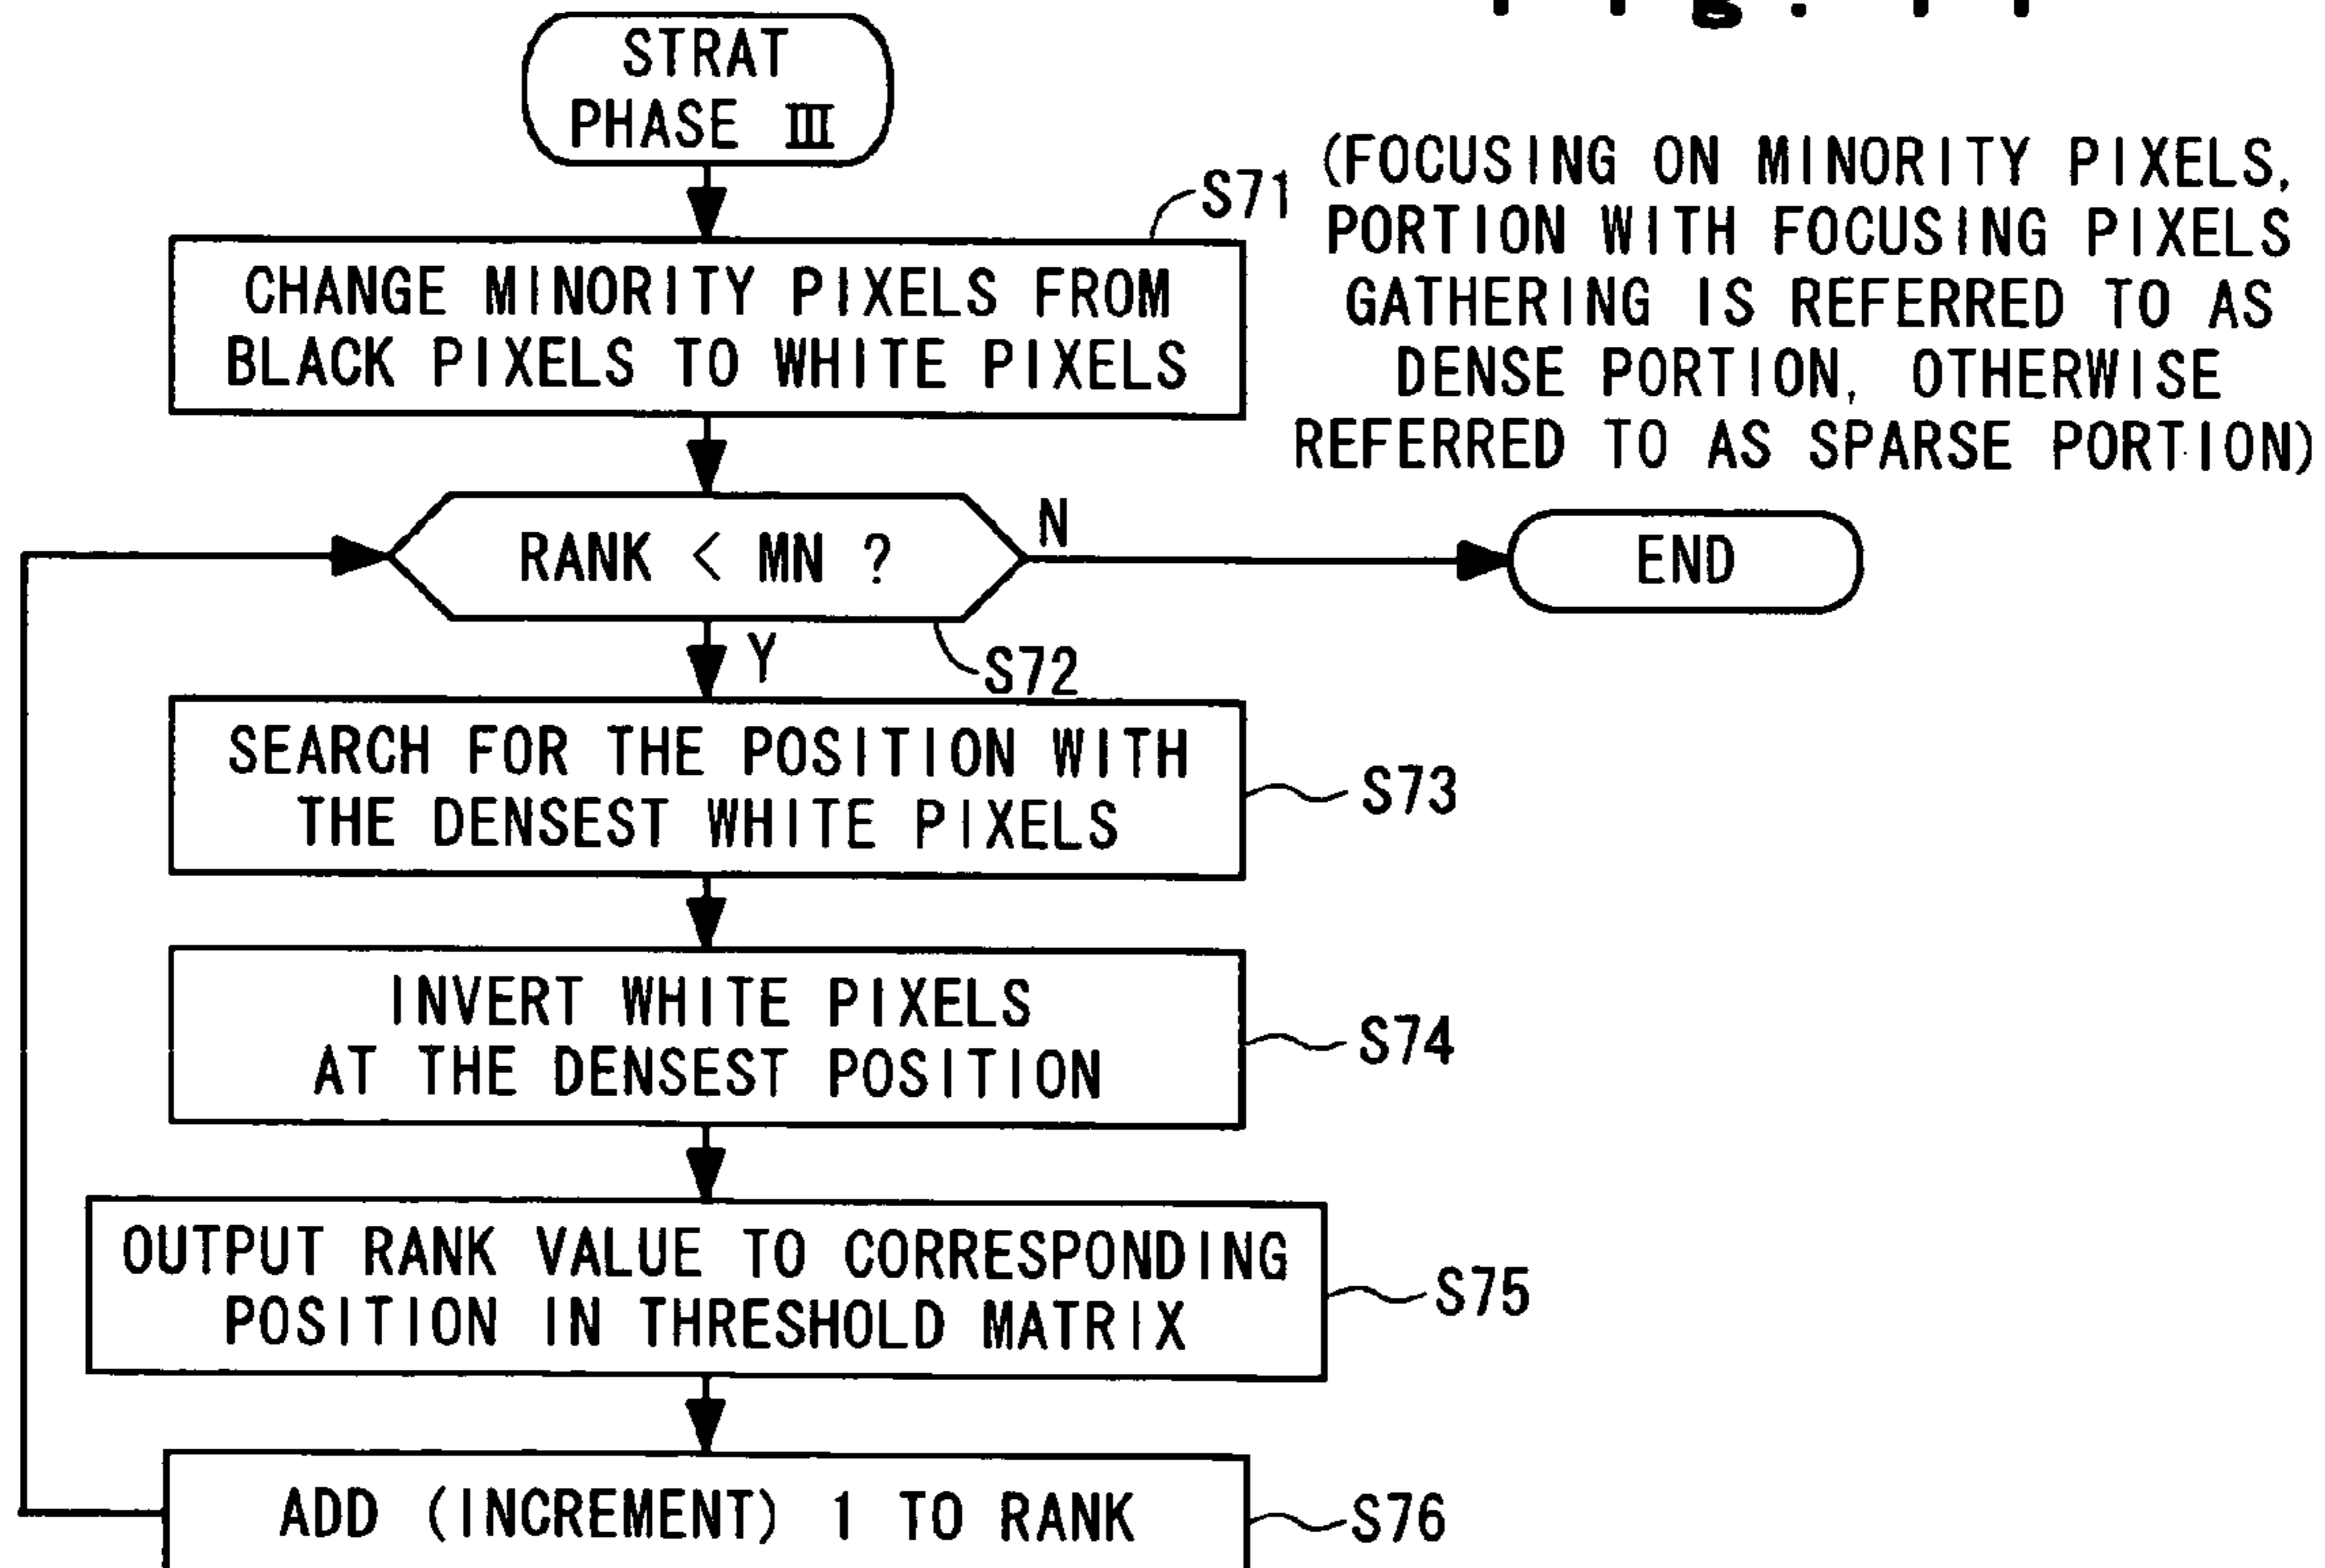 STRAT
PHASE III
S71
(FOCUSING ON MINORITY PIXELS,
PORTION WITH FOCUSING PIXELS
GATHERING IS REFERRED TO AS
DENSE PORTION, OTHERWISE
REFERRED TO AS SPARSE PORTION)
CHANGE MINORITY PIXELS FROM
BLACK PIXELS TO WHITE PIXELS
RANK < MN ?
N
END
Y
S72
SEARCH FOR THE POSITION WITH
THE DENSEST WHITE PIXELS
S73
INVERT WHITE PIXELS
AT THE DENSEST POSITION
S74
OUTPUT RANK VALUE TO CORRESPONDING
POSITION IN THRESHOLD MATRIX
S75
ADD (INCREMENT) 1 TO RANK
S76